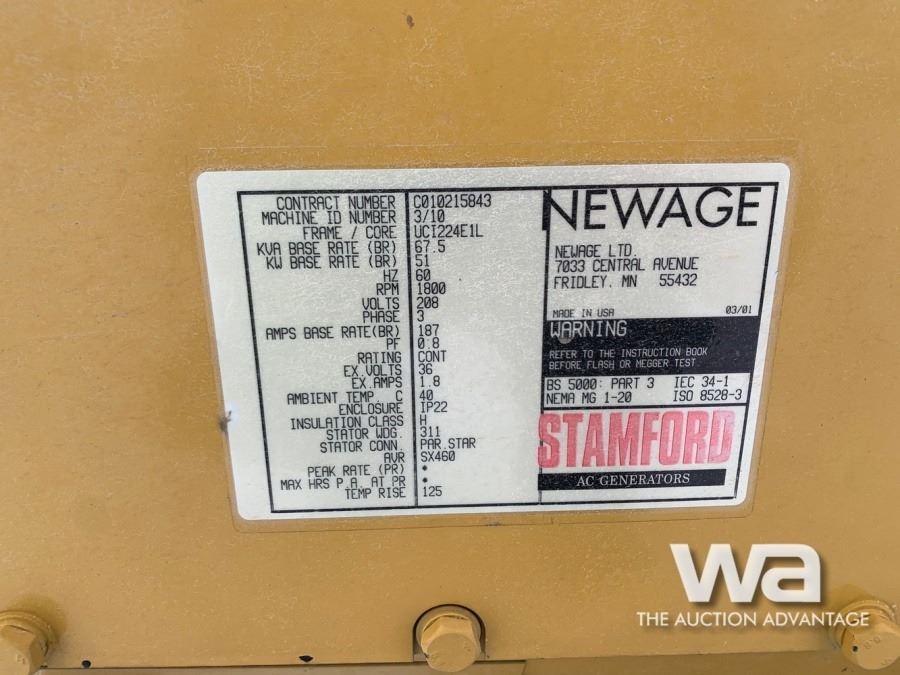 CONTRACT NUMBER C010215843
MACHINE ID NUMBER 3/10
FRAME / CORE UCI224E1L
KVA BASE RATE (BR) 67.5
KW BASE RATE (BR) 51
HZ 60
RPM 1800
VOLTS 208
PHASE 3
AMPS BASE RATE(BR) 187
PF 0.8
RATING CONT
EX.VOLTS 36
EX.AMPS 1.8
AMBIENT TEMP C 40
ENCLOSURE IP22
INSULATION CLASS H
STATOR WDG. 311
STATOR CONN. PAR.STAR
AVR SX460
PEAK RATE (PR) *
MAX HRS P.A. AT PR *
TEMP RISE 125
NEWAGE
NEWAGE LTD.
7033 CENTRAL AVENUE
FRIDLEY, MN 55432
MADE IN USA 03/01
WARNING
REFER TO THE INSTRUCTION BOOK
BEFORE FLASH OR MEGGER TEST.
BS 5000: PART 3 IEC 34-1
NEMA MG 1-20 ISO 8528-3
STAMFORD
AC GENERATORS
wa
THE AUCTION ADVANTAGE